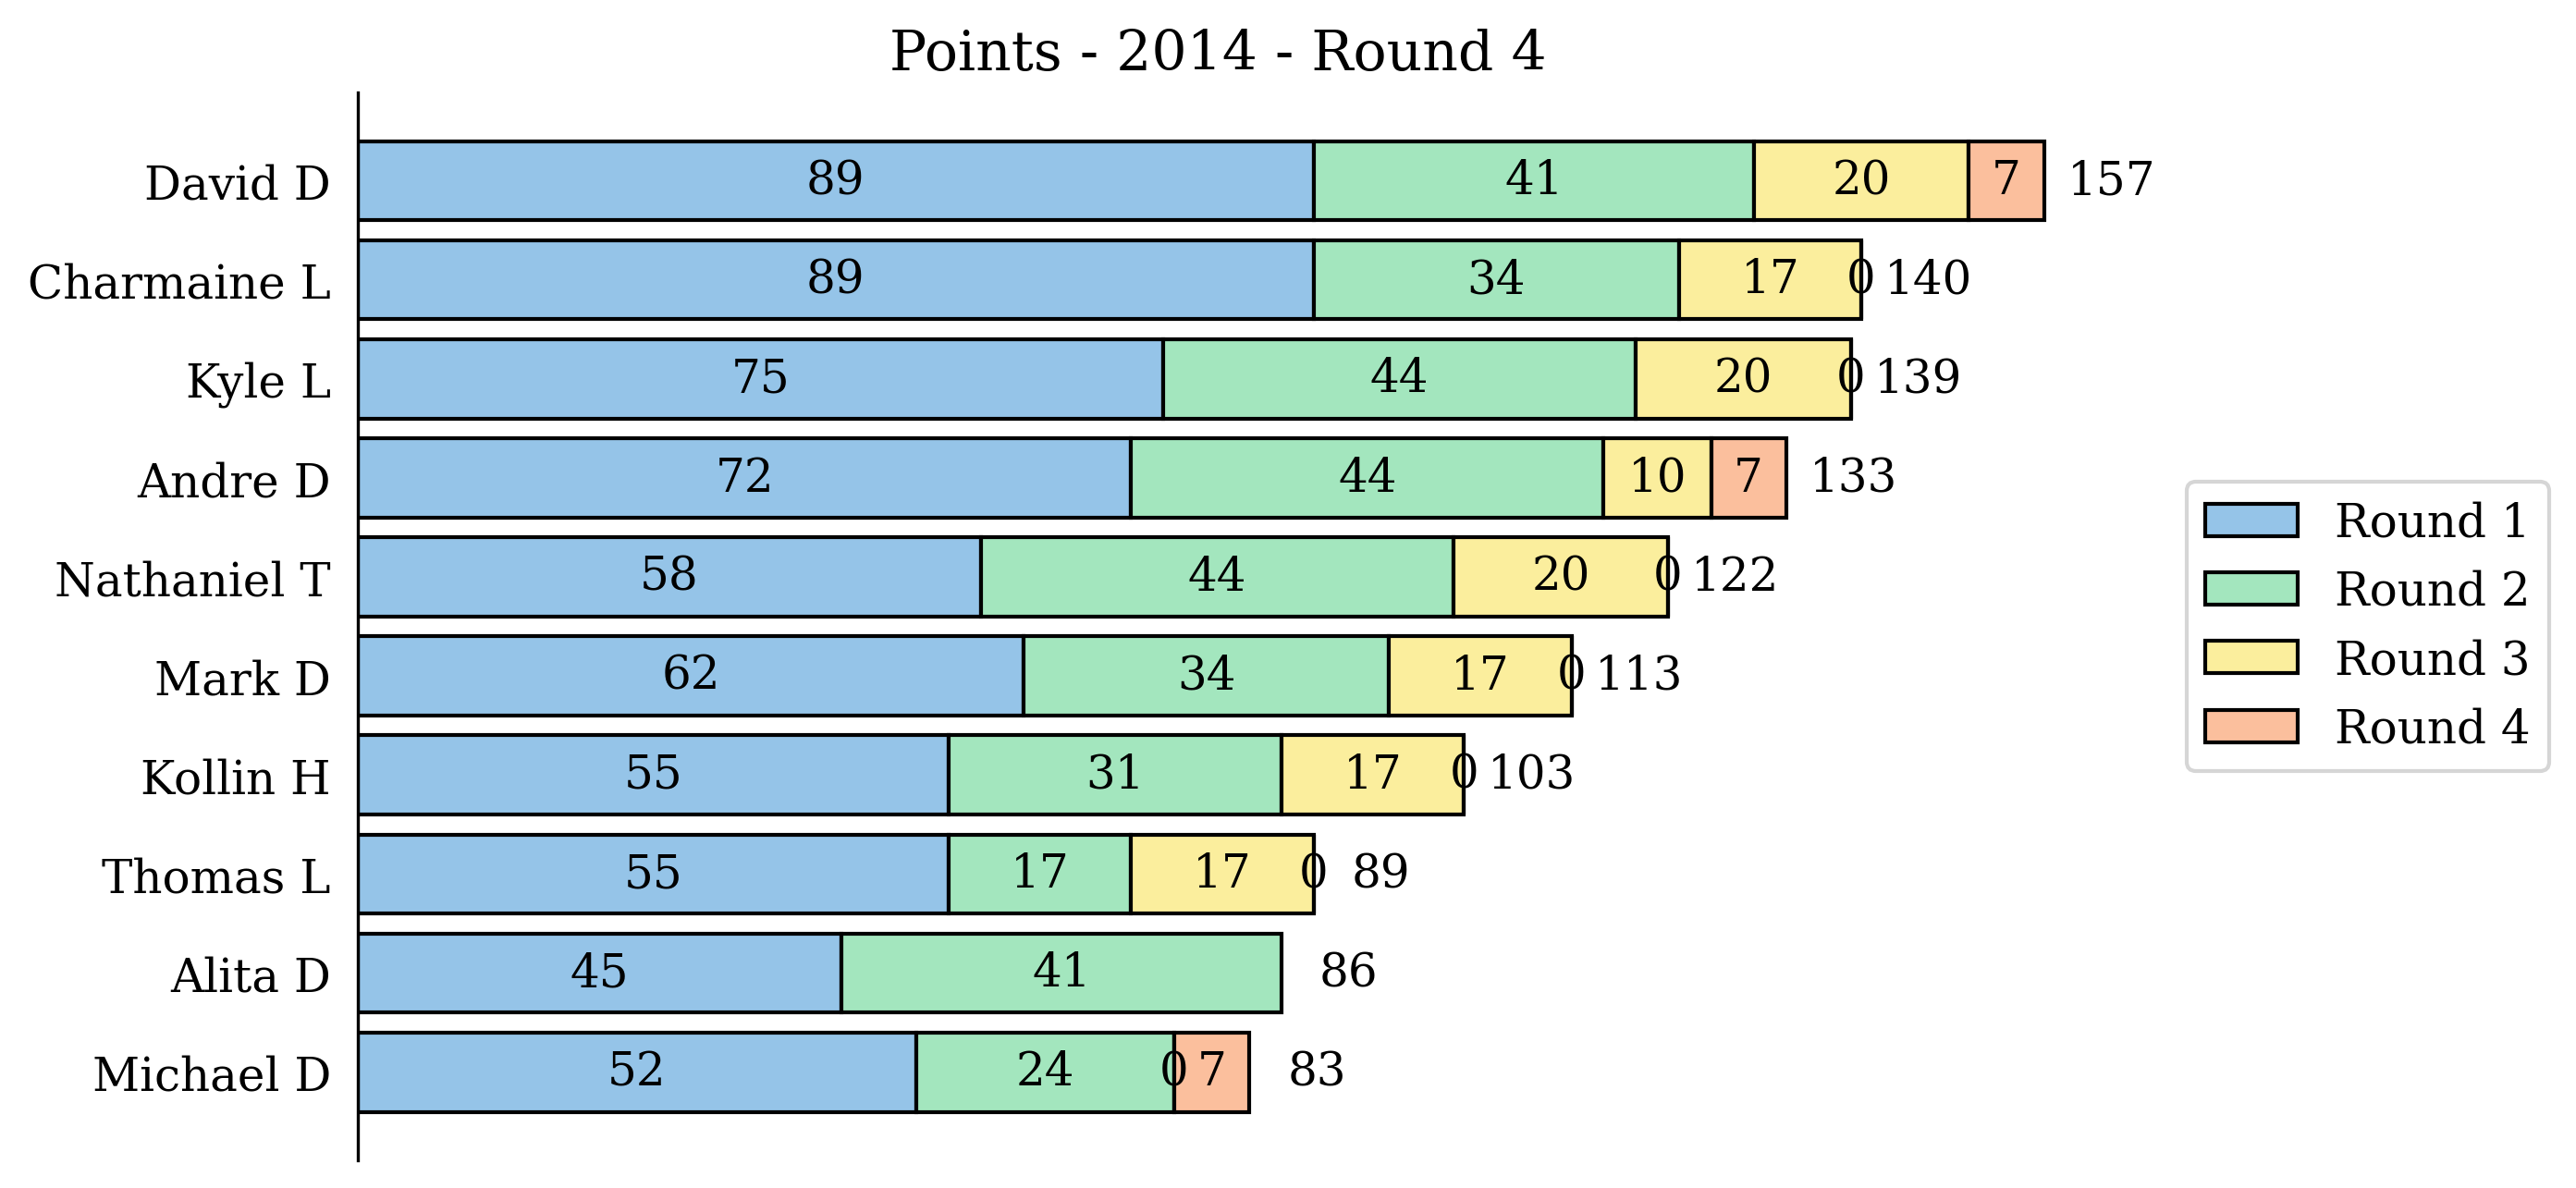 Points - 2014 - Round 4
David D 89 41 20 7 157
Charmaine L 89 34 17 0 140
Kyle L 75 44 20 0 139
Andre D 72 44 10 7 133
Nathaniel T 58 44 20 0 122
Mark D 62 34 17 0 113
Kollin H 55 31 17 0 103
Thomas L 55 17 17 0 89
Alita D 45 41 86
Michael D 52 24 0 7 83
Round 1
Round 2
Round 3
Round 4